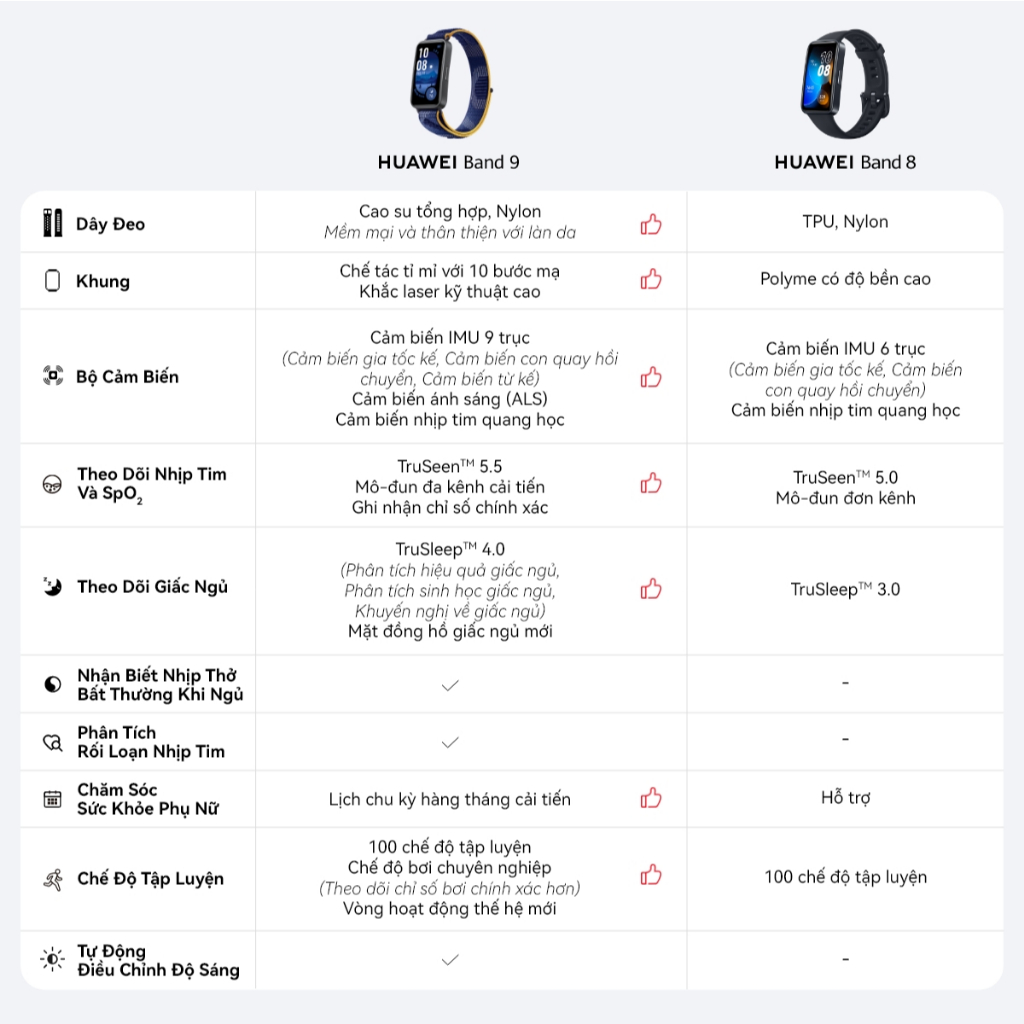 10
08
08
HUAWEI Band 9
HUAWEI Band 8
Dây Đeo
Cao su tổng hợp, Nylon
Mềm mại và thân thiện với làn da
TPU, Nylon
Khung
Chế tác tỉ mỉ với 10 bước mạ
Khắc laser kỹ thuật cao
Polyme có độ bền cao
Bộ Cảm Biến
Cảm biến IMU 9 trục
(Cảm biến gia tốc kế, Cảm biến con quay hồi
chuyển, Cảm biến từ kế)
Cảm biến ánh sáng (ALS)
Cảm biến nhịp tim quang học
Cảm biến IMU 6 trục
(Cảm biến gia tốc kế, Cảm biến
con quay hồi chuyển)
Cảm biến nhịp tim quang học
Theo Dõi Nhịp Tim
Và SpO₂
TruSeen™ 5.5
Mô-đun đa kênh cải tiến
Ghi nhận chỉ số chính xác
TruSeen™ 5.0
Mô-đun đơn kênh
Theo Dõi Giấc Ngủ
TruSleep™ 4.0
(Phân tích hiệu quả giấc ngủ,
Phân tích sinh học giấc ngủ,
Khuyến nghị về giấc ngủ)
Mặt đồng hồ giấc ngủ mới
TruSleep™ 3.0
Nhận Biết Nhịp Thở
Bất Thường Khi Ngủ
-
Phân Tích
Rối Loạn Nhịp Tim
-
Chăm Sóc
Sức Khỏe Phụ Nữ
Lịch chu kỳ hàng tháng cải tiến
Hỗ trợ
Chế Độ Tập Luyện
100 chế độ tập luyện
Chế độ bơi chuyên nghiệp
(Theo dõi chỉ số bơi chính xác hơn)
Vòng hoạt động thế hệ mới
100 chế độ tập luyện
Tự Động
Điều Chỉnh Độ Sáng
-